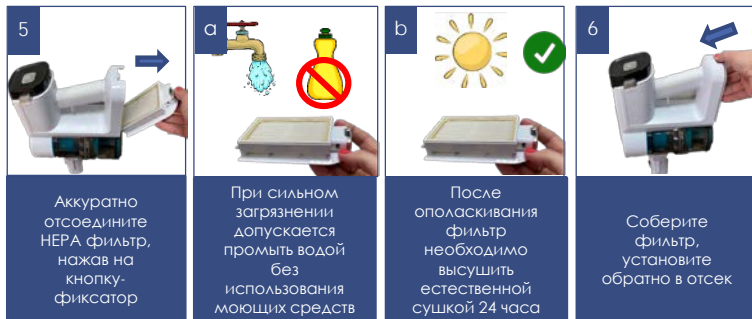 5
Аккуратно
отсоедините
HEPA фильтр,
нажав на
кнопку-
фиксатор
a
При сильном
загрязнении
допускается
промыть водой
без
использования
моющих средств
b
После
ополаскивания
фильтр
необходимо
высушить
естественной
сушкой 24 часа
6
Соберите
фильтр,
установите
обратно в отсек